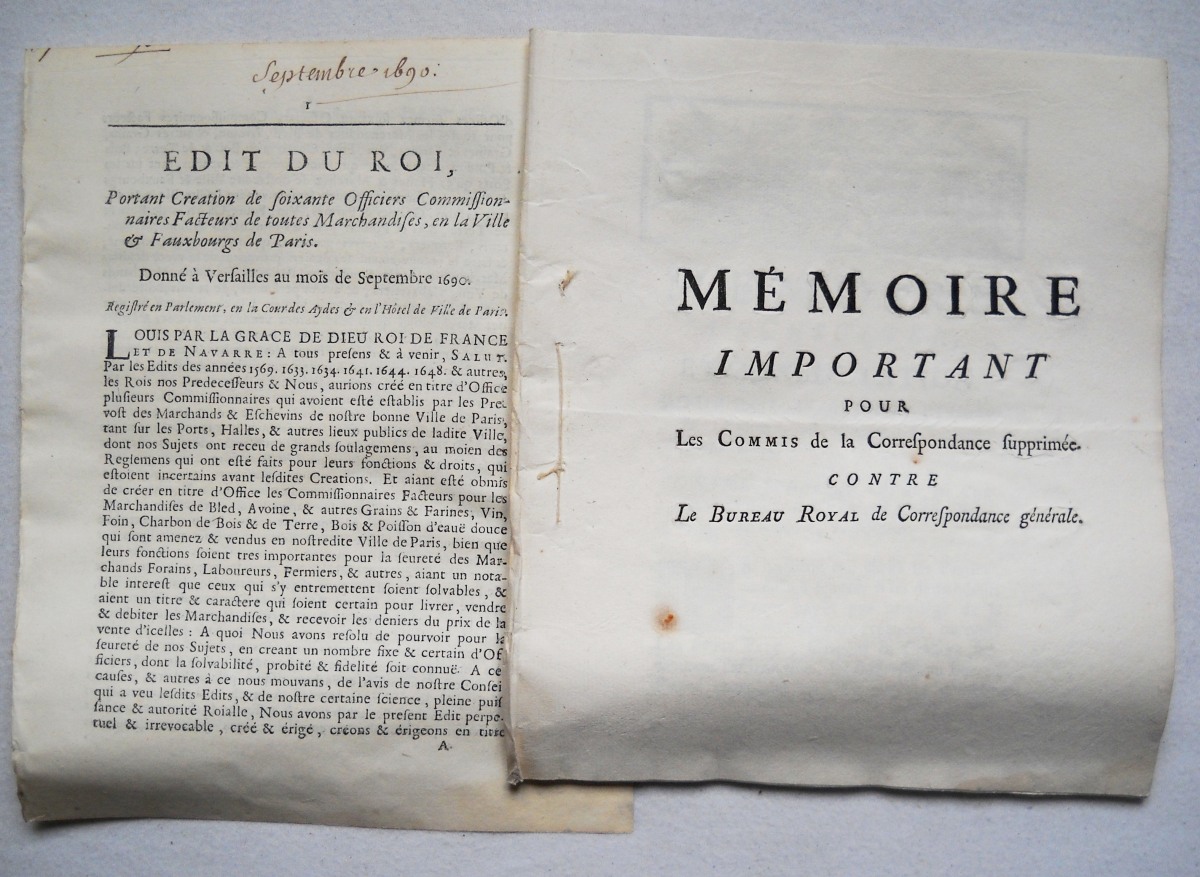 Septembre 1690.
1
EDIT DU ROI,
Portant Creation de ſoixante Officiers Commiſſion-
naires Facteurs de toutes Marchandiſes, en la Ville
& Fauxbourgs de Paris.
Donné à Verſailles au mois de Septembre 1690.
Regiſtré en Parlement, en la Cour des Aydes & en l'Hôtel de Ville de Paris.
LOUIS PAR LA GRACE DE DIEU ROI DE FRANCE
ET DE NAVARRE: A tous preſens & à venir, SALUT.
Par les Edits des années 1569. 1633. 1634. 1641. 1644. 1648. & autres,
les Rois nos Predeceſſeurs & Nous, aurions créé en titre d'Office
pluſieurs Commiſſionnaires qui avoient eſté eſtablis par les Pre-
voſt des Marchands & Eſchevins de noſtre bonne Ville de Paris,
tant ſur les Ports, Halles, & autres lieux publics de ladite Ville,
dont nos Sujets ont receu de grands ſoulagemens, au moien des
Reglemens qui ont eſté faits pour leurs fonctions & droits, qui
eſtoient incertains avant leſdites Creations. Et aiant eſté obmis
de créer en titre d'Office les Commiſſionnaires Facteurs pour les
Marchandiſes de Bled, Avoine, & autres Grains & Farines, Vin,
Foin, Charbon de Bois & de Terre, Bois & Poiſſon d'eauë douce
qui ſont amenez & vendus en noſtredite Ville de Paris, bien que
leurs fonctions ſoient tres importantes pour la ſeureté des Mar-
chands Forains, Laboureurs, Fermiers, & autres, aiant un nota-
ble intereſt que ceux qui s'y entremettent ſoient ſolvables, &
aient un titre & caractere qui ſoient certain pour livrer, vendre
& debiter les Marchandiſes, & recevoir les deniers du prix de la
vente d'icelles: A quoi Nous avons reſolu de pourvoir pour la
ſeureté de nos Sujets, en creant un nombre fixe & certain d'Of
ficiers, dont la ſolvabilité, probité & fidelité ſoit connuë. A ce
cauſes, & autres à ce nous mouvans, de l'avis de noſtre Conſei
qui a veu leſdits Edits, & de noſtre certaine ſcience, pleine puiſ
ſance & autorité Roialle, Nous avons par le preſent Edit perpe-
tuel & irrevocable, créé & érigé, créons & érigeons en titre
A
MÉMOIRE
IMPORTANT
POUR
Les COMMIS de la Correſpondance ſupprimée.
CONTRE
Le BUREAU ROYAL de Correſpondance générale.